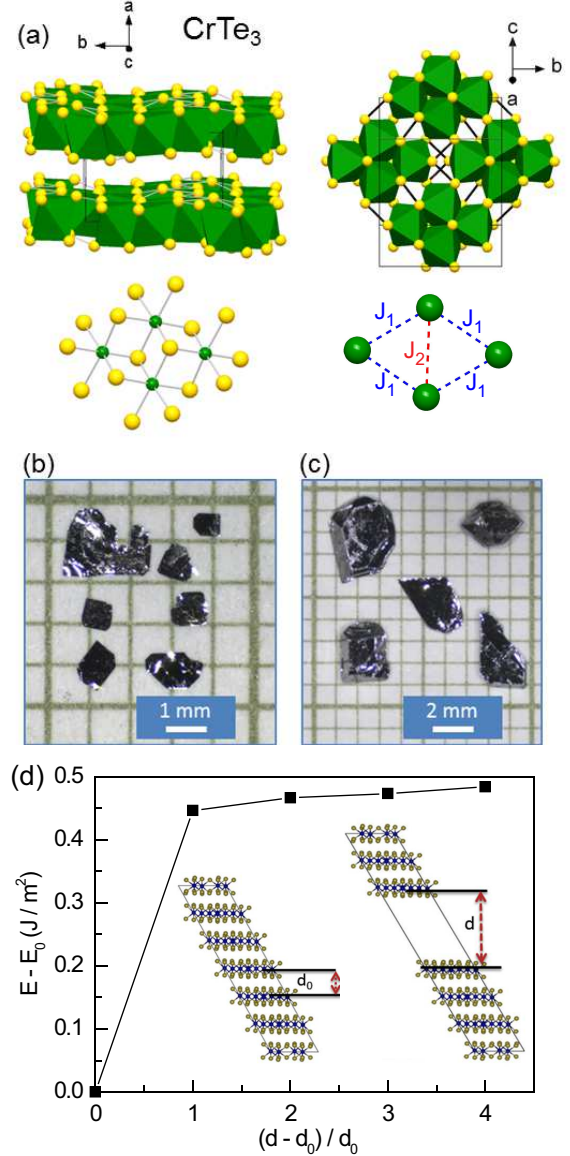 (a)
a
b
c
CrTe₃
c
b
a
J₁
J₁
J₂
J₁
J₁
(b)
1 mm
(c)
2 mm
(d)
0.5
0.4
0.3
0.2
0.1
0.0
E - E₀ (J / m²)
d₀
d
0
1
2
3
4
(d - d₀) / d₀